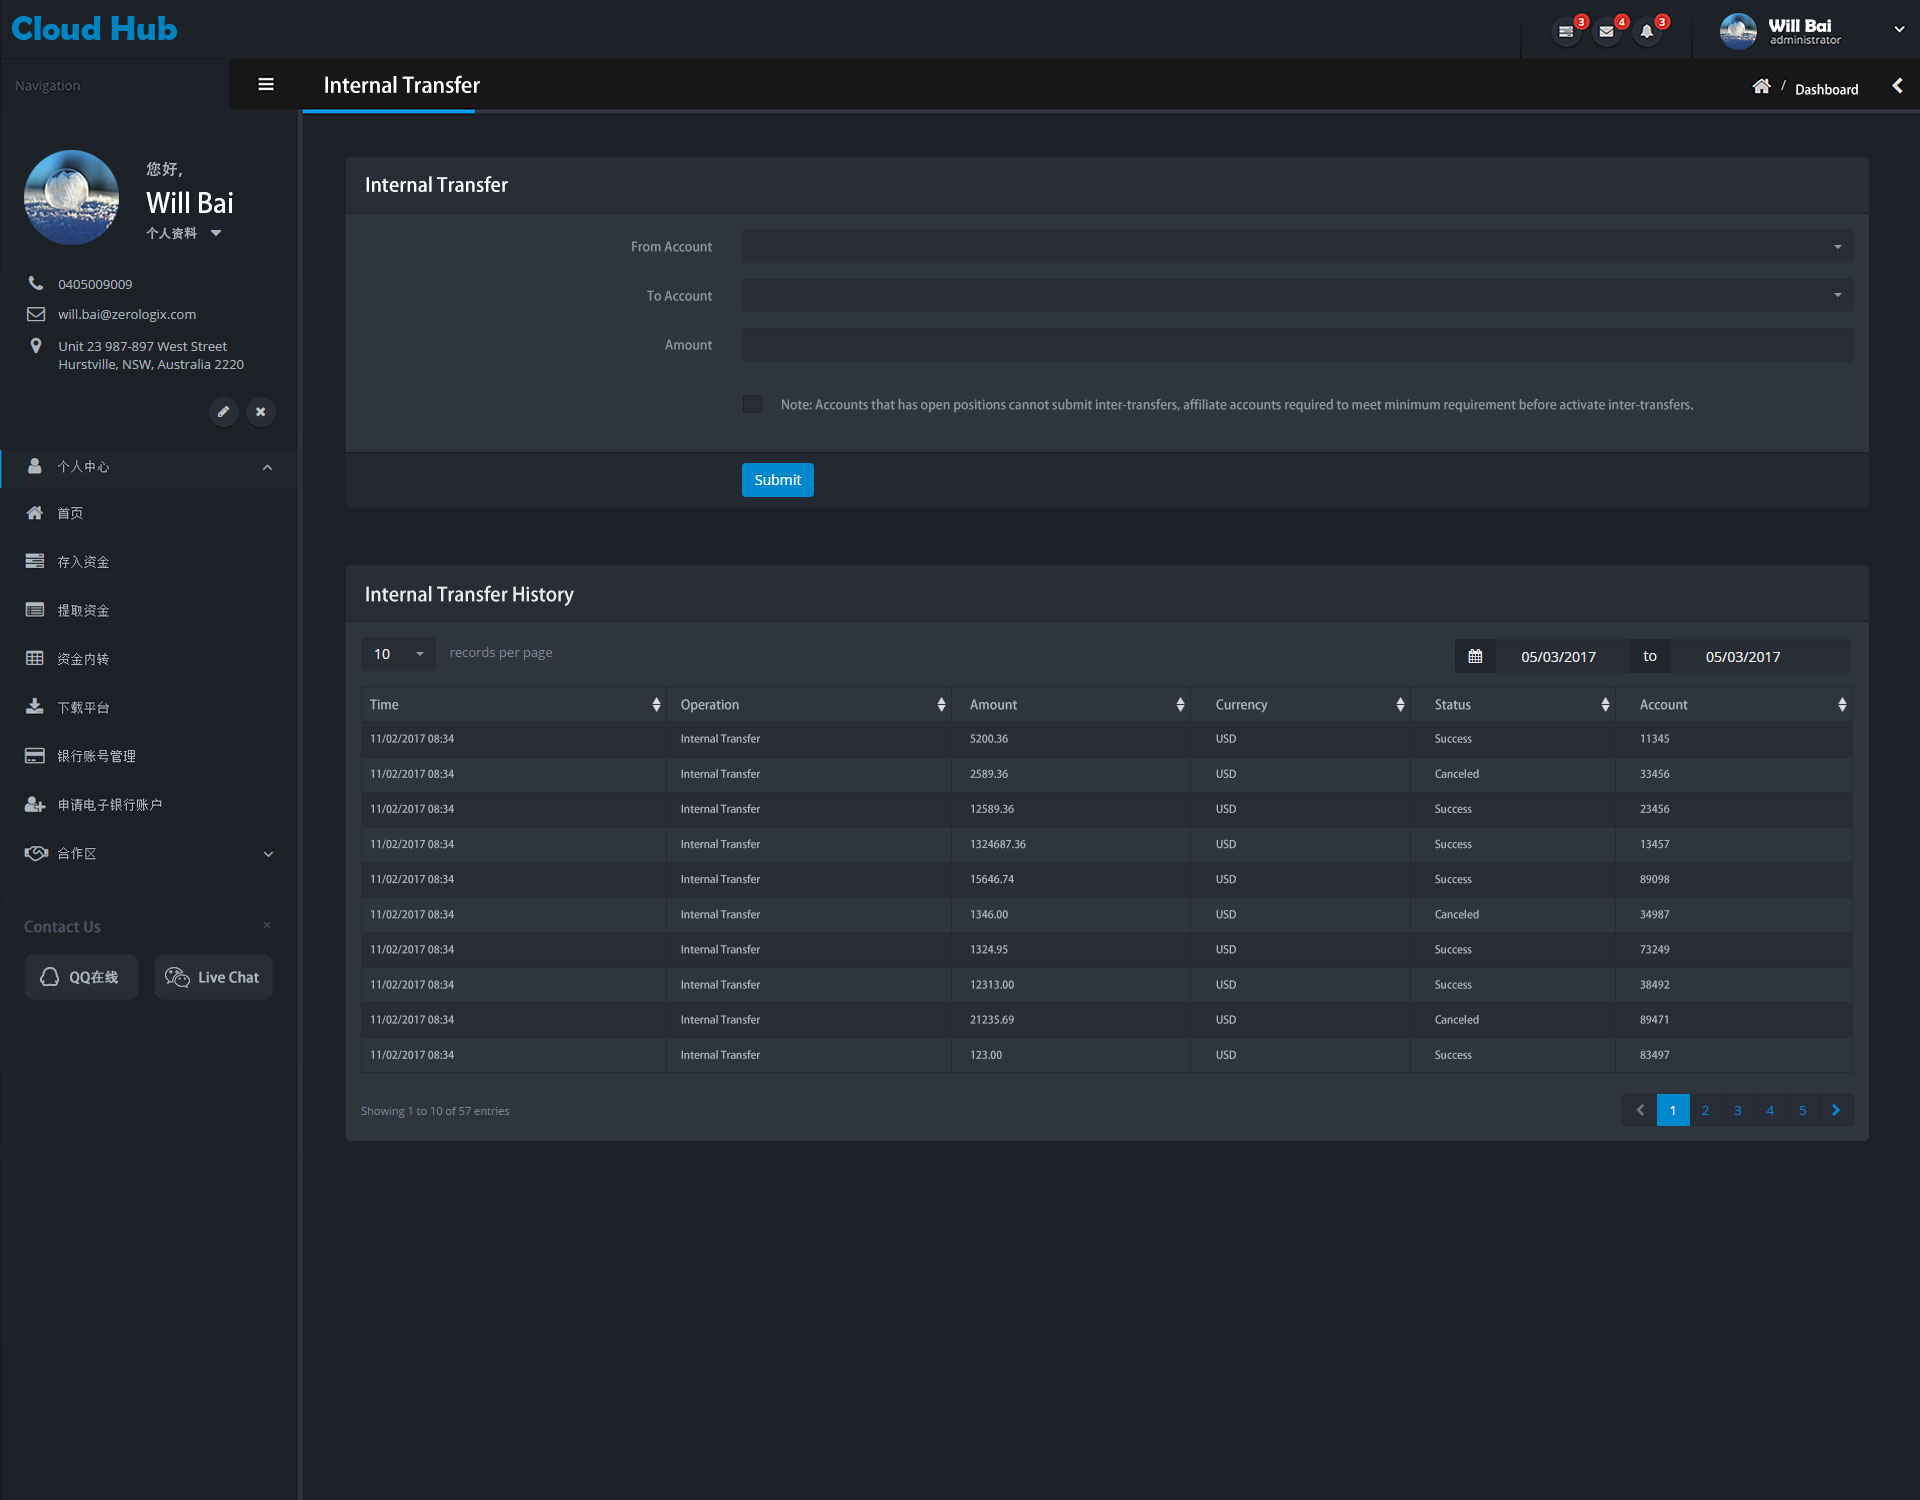 Cloud Hub
3
4
3
Will Bai
administrator
Navigation
Internal Transfer
/
Dashboard
您好,
Will Bai
个人资料
0405009009
will.bai@zerologix.com
Unit 23 987-897 West Street
Hurstville, NSW, Australia 2220
个人中心
首页
存入资金
提取资金
资金内转
下载平台
银行账号管理
申请电子银行账户
合作区
Contact Us
×
QQ在线
Live Chat
Internal Transfer
From Account
To Account
Amount
Note: Accounts that has open positions cannot submit inter-transfers, affiliate accounts required to meet minimum requirement before activate inter-transfers.
Submit
Internal Transfer History
10 records per page
05/03/2017 to 05/03/2017
Time Operation Amount Currency Status Account
11/02/2017 08:34 Internal Transfer 5200.36 USD Success 11345
11/02/2017 08:34 Internal Transfer 2589.36 USD Canceled 33456
11/02/2017 08:34 Internal Transfer 12589.36 USD Success 23456
11/02/2017 08:34 Internal Transfer 1324687.36 USD Success 13457
11/02/2017 08:34 Internal Transfer 15646.74 USD Success 89098
11/02/2017 08:34 Internal Transfer 1346.00 USD Canceled 34987
11/02/2017 08:34 Internal Transfer 1324.95 USD Success 73249
11/02/2017 08:34 Internal Transfer 12313.00 USD Success 38492
11/02/2017 08:34 Internal Transfer 21235.69 USD Canceled 89471
11/02/2017 08:34 Internal Transfer 123.00 USD Success 83497
Showing 1 to 10 of 57 entries
1 2 3 4 5